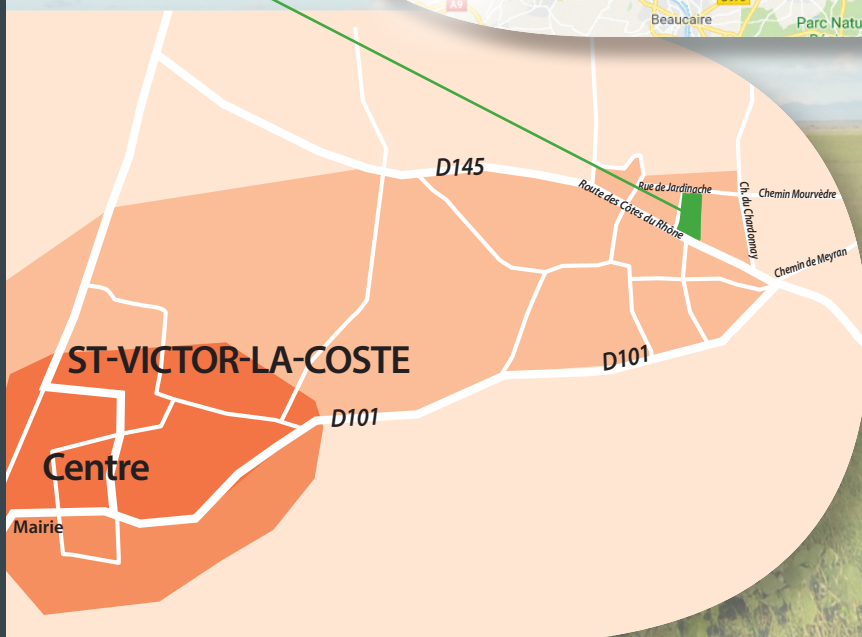 A9
Beaucaire
Parc Natu
D145
Route des Côtes du Rhône
Rue de Jardinache
Ch. du Chardonnay
Chemin Mourvèdre
Chemin de Meyran
ST-VICTOR-LA-COSTE
D101
D101
Centre
Mairie